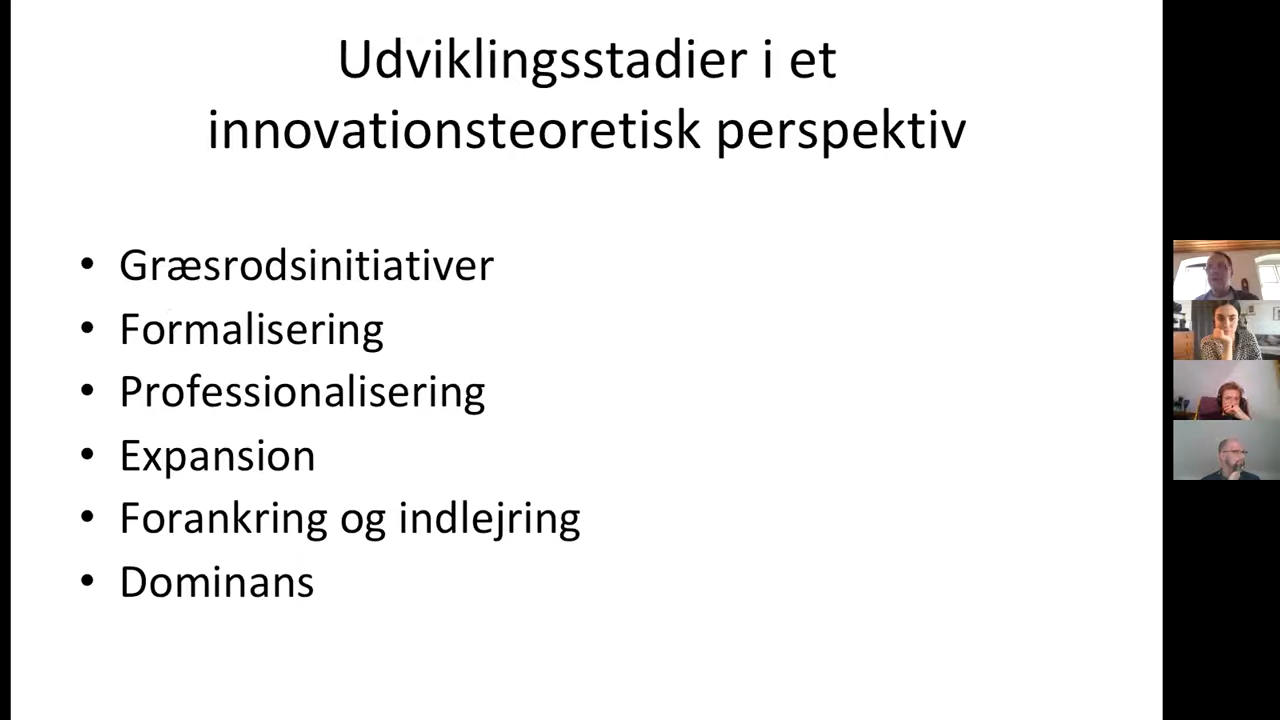 Udviklingsstadier i et
innovationsteoretisk perspektiv
• Græsrodsinitiativer
• Formalisering
• Professionalisering
• Expansion
• Forankring og indlejring
• Dominans